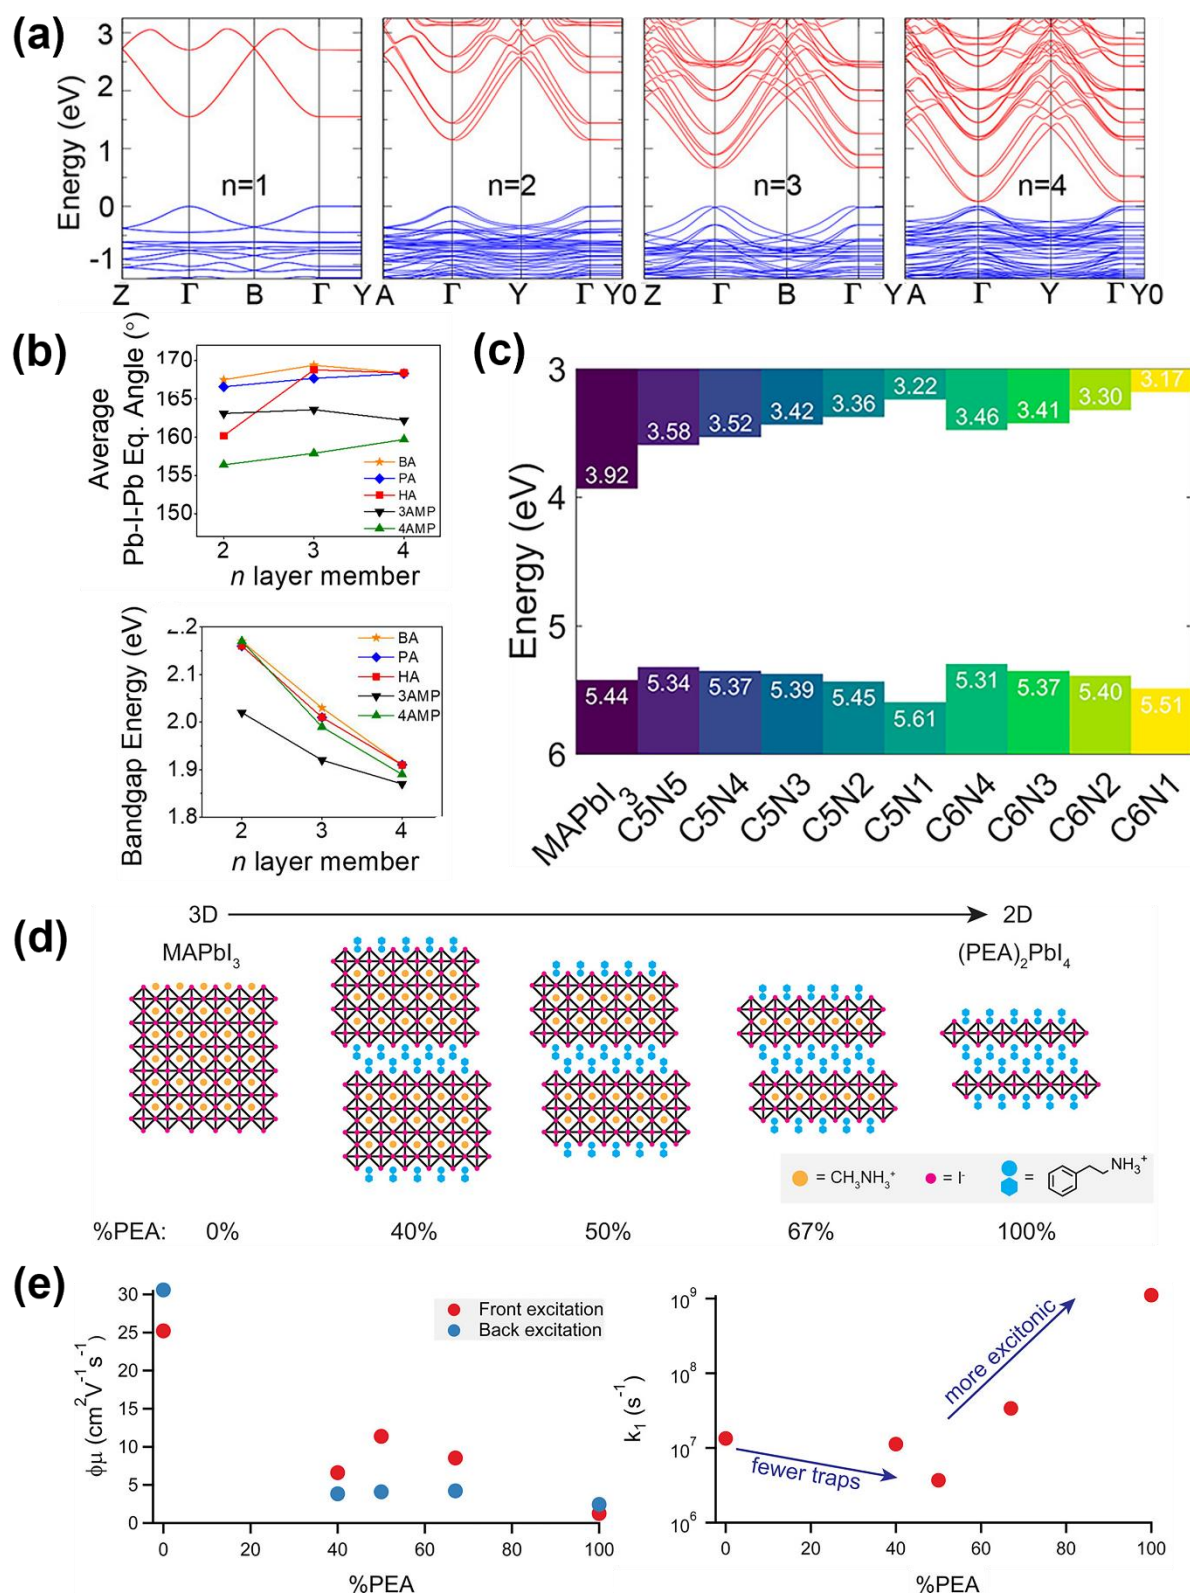 (a)
Energy (eV)
3
2
1
0
-1
n=1
n=2
n=3
n=4
Z Γ B Γ Y
A Γ Y Γ Y0
Z Γ B Γ Y
A Γ Y Γ Y0
(b)
Average
Pb-I-Pb Eq. Angle (°)
170
165
160
155
150
BA
PA
HA
3AMP
4AMP
2 3 4
n layer member
Bandgap Energy (eV)
2.2
2.1
2.0
1.9
1.8
BA
PA
HA
3AMP
4AMP
2 3 4
n layer member
(c)
Energy (eV)
3
4
5
6
3.92 3.58 3.52 3.42 3.36 3.22 3.46 3.41 3.30 3.17
5.44 5.34 5.37 5.39 5.45 5.61 5.31 5.37 5.40 5.51
MAPbI3 C5N5 C5N4 C5N3 C5N2 C5N1 C6N4 C6N3 C6N2 C6N1
(d)
3D 2D
MAPbI3 (PEA)2PbI4
= CH3NH3+ = I- = NH3+
%PEA: 0% 40% 50% 67% 100%
(e)
ϕμ (cm2V-1s-1)
30
25
20
15
10
5
0
Front excitation
Back excitation
0 20 40 60 80 100
%PEA
k1 (s-1)
10^9
10^8
10^7
10^6
fewer traps
more excitonic
0 20 40 60 80 100
%PEA